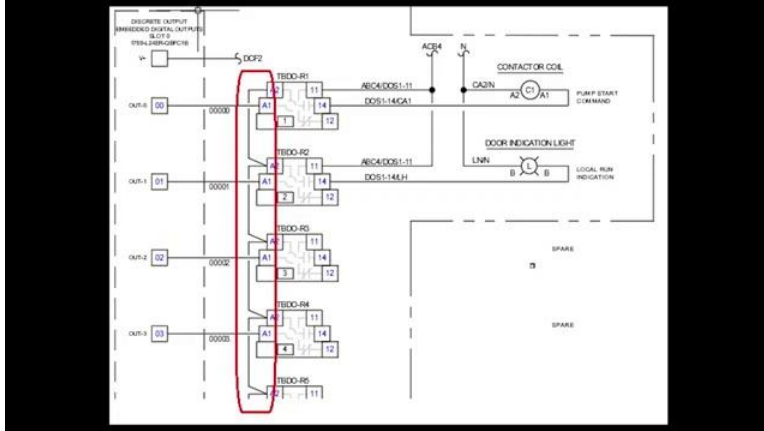 DISCRETE OUTPUT
EMBEDDED DIGITAL OUTPUTS
SLOT 0
V+
DCF2
ACB4 N
CONTACTOR COIL
TBDO-R1
A2 11 ABC4/DOS1-11 CA2/N A2 C1 A1 PUMP START
COMMAND
OUT-0 00 00000 A1 14 DOS1-14/CA1
1 12
DOOR INDICATION LIGHT
TBDO-R2
A2 11 ABC4/DOS1-11 LN/N B L B LOCAL RUN
INDICATION
OUT-1 01 00001 A1 14 DOS1-14/LH
2 12
TBDO-R3
A2 11 SPARE
OUT-2 02 00002 A1 14
3 12
TBDO-R4
A2 11 SPARE
OUT-3 03 00003 A1 14
4 12
TBDO-R5
A2 11